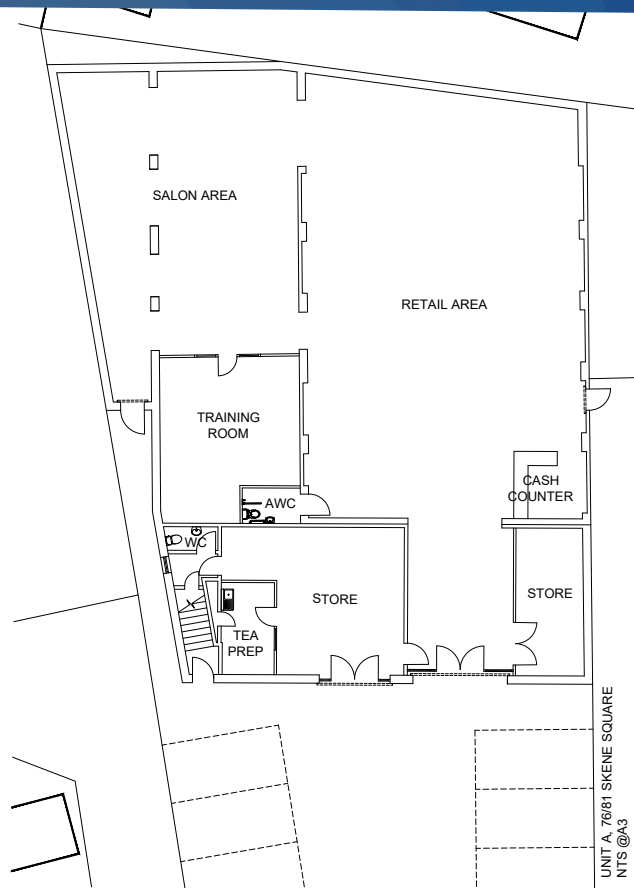 SALON AREA
RETAIL AREA
TRAINING
ROOM
CASH
COUNTER
AWC
WC
STORE
STORE
TEA
PREP
UNIT A, 76/81 SKENE SQUARE
NTS @A3